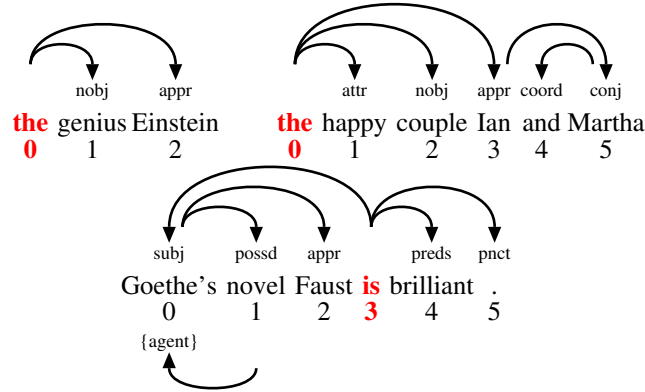 nobj appr
the genius Einstein
0 1 2
attr nobj appr coord conj
the happy couple Ian and Martha
0 1 2 3 4 5
subj possd appr preds pnct
Goethe's novel Faust is brilliant .
0 1 2 3 4 5
{agent}